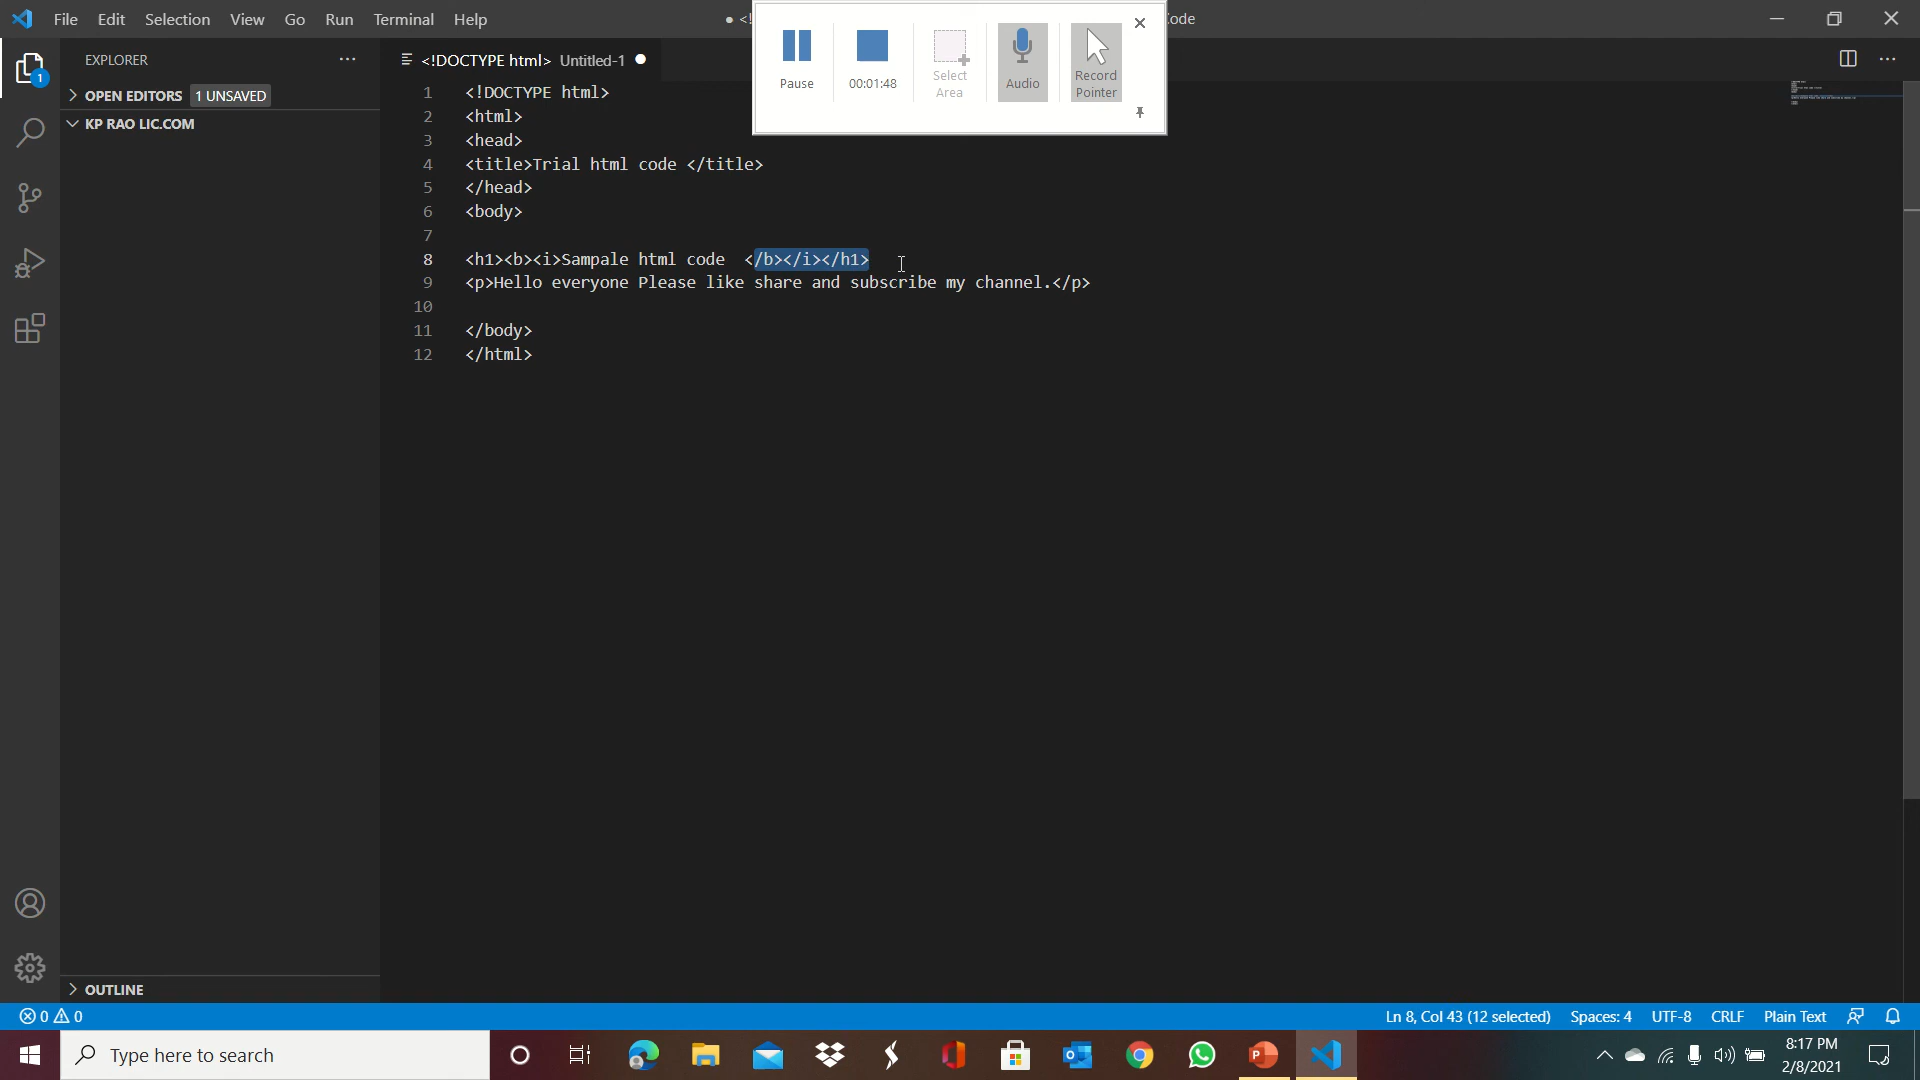 File Edit Selection View Go Run Terminal Help
● <!
Code
Pause
00:01:48
Select
Area
Audio
Record
Pointer
EXPLORER
1
OPEN EDITORS 1 UNSAVED
KP RAO LIC.COM
<!DOCTYPE html> Untitled-1 ●
1 <!DOCTYPE html>
2 <html>
3 <head>
4 <title>Trial html code </title>
5 </head>
6 <body>
7
8 <h1><b><i>Sampale html code  </b></i></h1>
9 <p>Hello everyone Please like share and subscribe my channel.</p>
10
11 </body>
12 </html>
OUTLINE
0 0
Ln 8, Col 43 (12 selected) Spaces: 4 UTF-8 CRLF Plain Text
Type here to search
8:17 PM
2/8/2021